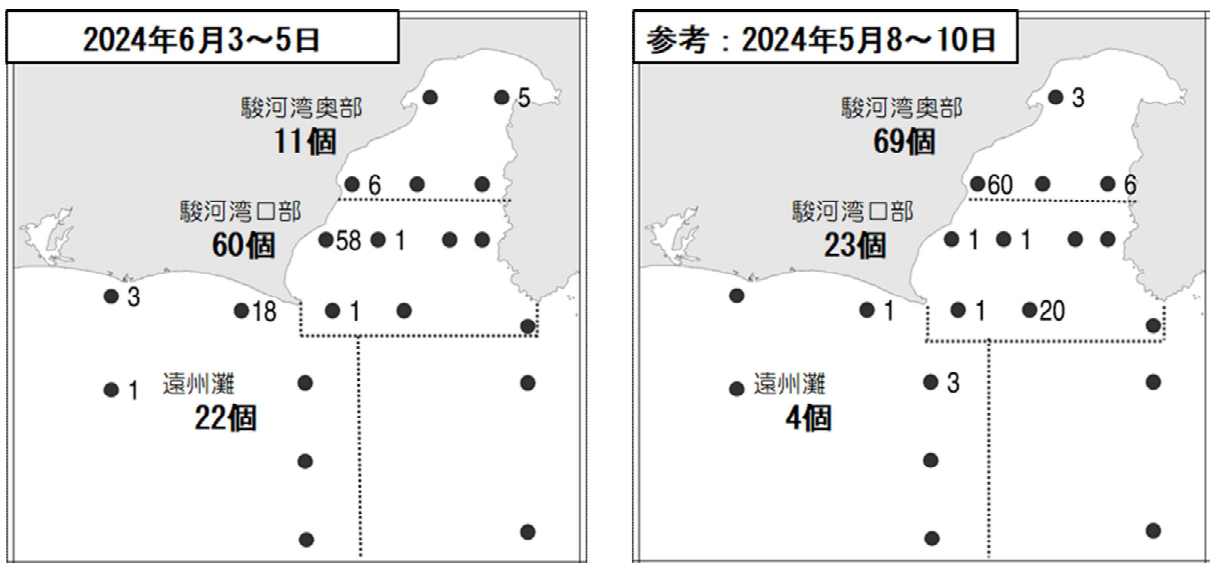 2024年6月3～5日
5
駿河湾奥部
11個
6
駿河湾口部
60個
58
1
3
18
1
1
遠州灘
22個
参考：2024年5月8～10日
3
駿河湾奥部
69個
60
6
駿河湾口部
23個
1
1
1
1
20
3
遠州灘
4個